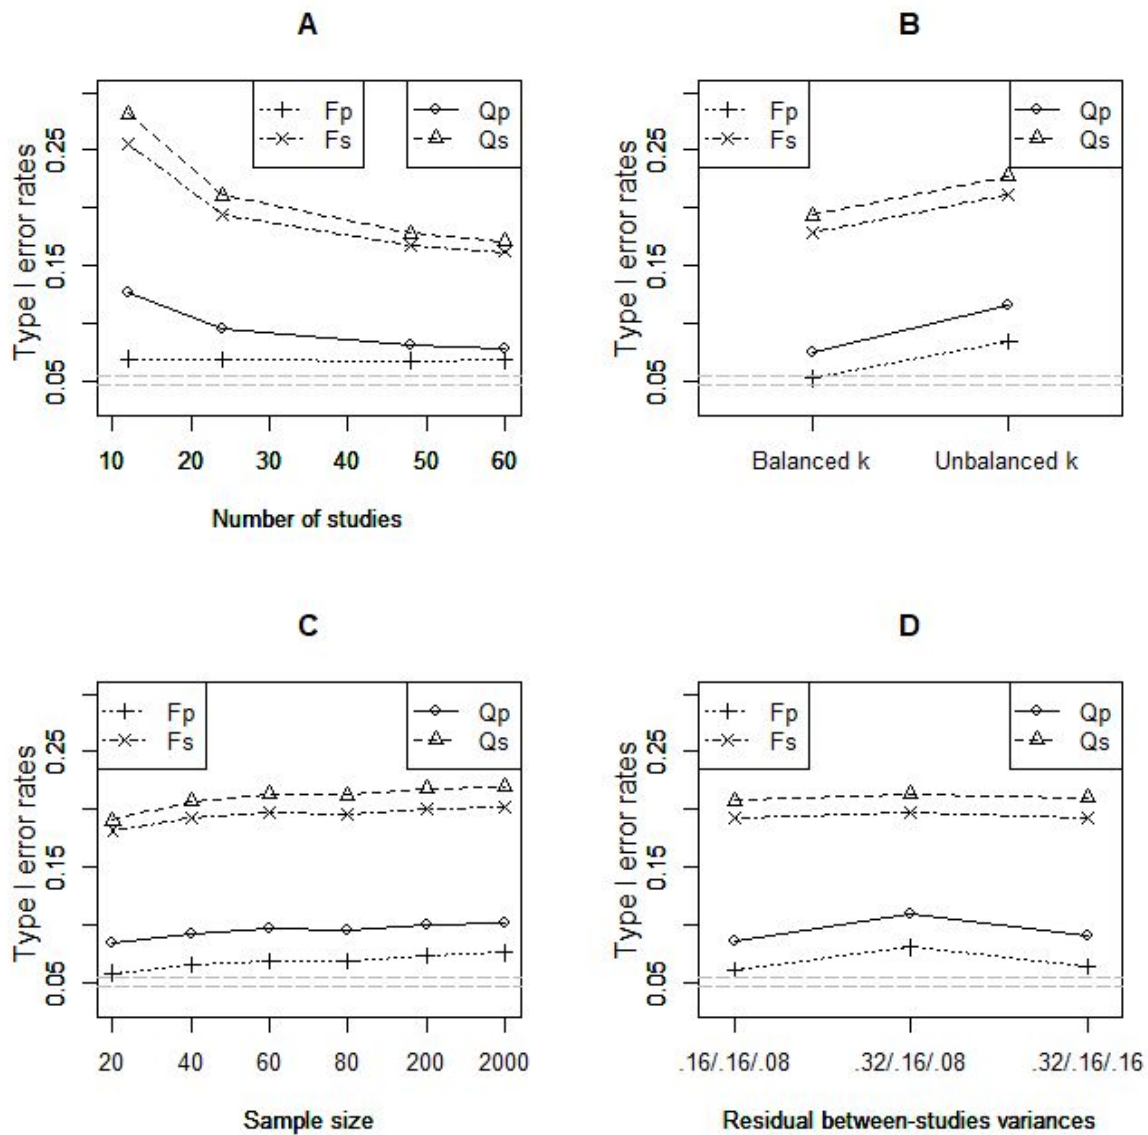 A
Fp
Fs
Qp
Qs
Type I error rates
0.05
0.15
0.25
10 20 30 40 50 60
Number of studies
B
Fp
Fs
Qp
Qs
Type I error rates
0.05
0.15
0.25
Balanced k Unbalanced k
C
Fp
Fs
Qp
Qs
Type I error rates
0.05
0.15
0.25
20 40 60 80 200 2000
Sample size
D
Fp
Fs
Qp
Qs
Type I error rates
0.05
0.15
0.25
.16/.16/.08 .32/.16/.08 .32/.16/.16
Residual between-studies variances